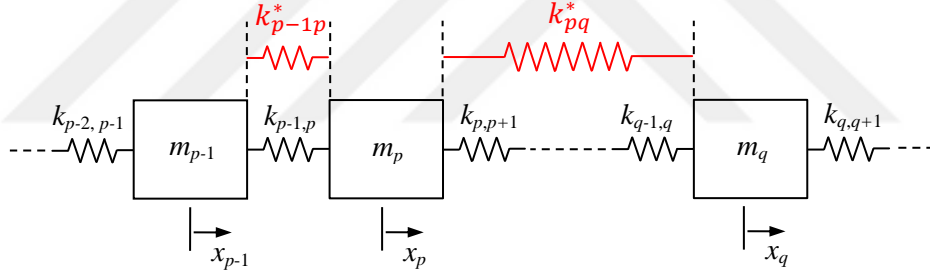 k*p−1p k*pq
kp-2, p-1 kp-1,p kp,p+1 kq-1,q kq,q+1
mp-1 mp mq
xp-1 xp xq